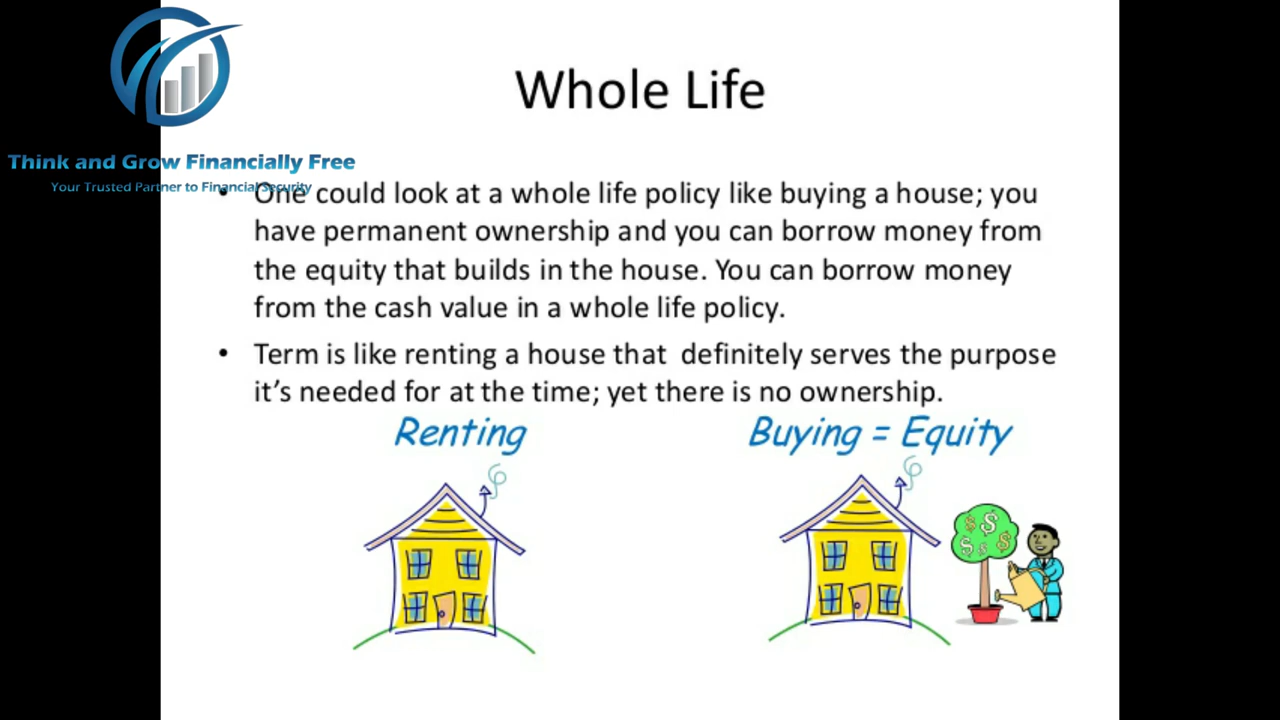 Whole Life
Think and Grow Financially Free
Your Trusted Partner to Financial Security
• One could look at a whole life policy like buying a house; you
have permanent ownership and you can borrow money from
the equity that builds in the house. You can borrow money
from the cash value in a whole life policy.
• Term is like renting a house that definitely serves the purpose
it’s needed for at the time; yet there is no ownership.
Renting
Buying = Equity
$ $ $ $ $